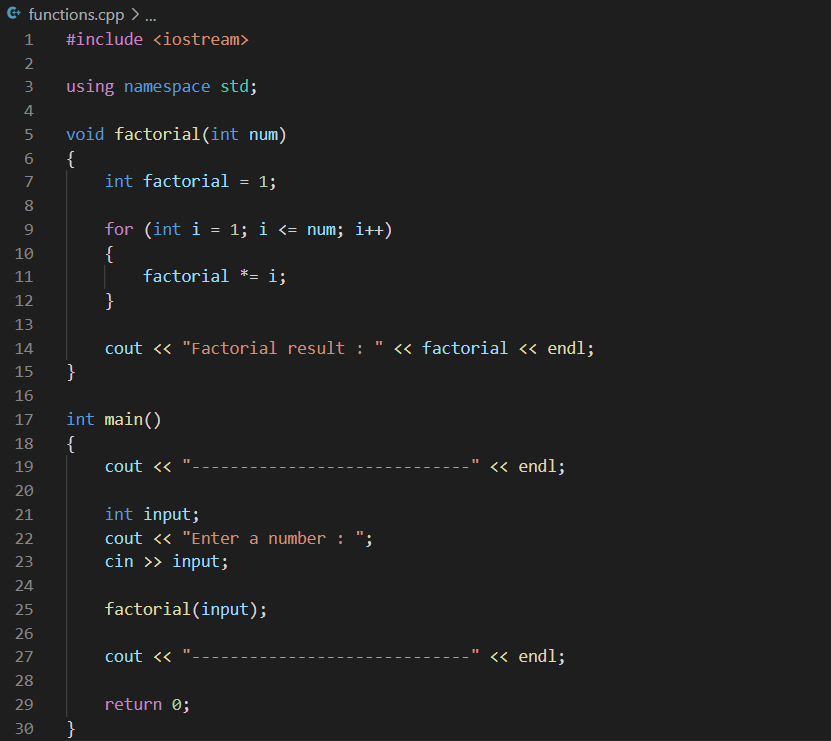 functions.cpp > ...
1 #include <iostream>
2
3 using namespace std;
4
5 void factorial(int num)
6 {
7     int factorial = 1;
8
9     for (int i = 1; i <= num; i++)
10     {
11         factorial *= i;
12     }
13
14     cout << "Factorial result : " << factorial << endl;
15 }
16
17 int main()
18 {
19     cout << "-----------------------------" << endl;
20
21     int input;
22     cout << "Enter a number : ";
23     cin >> input;
24
25     factorial(input);
26
27     cout << "-----------------------------" << endl;
28
29     return 0;
30 }